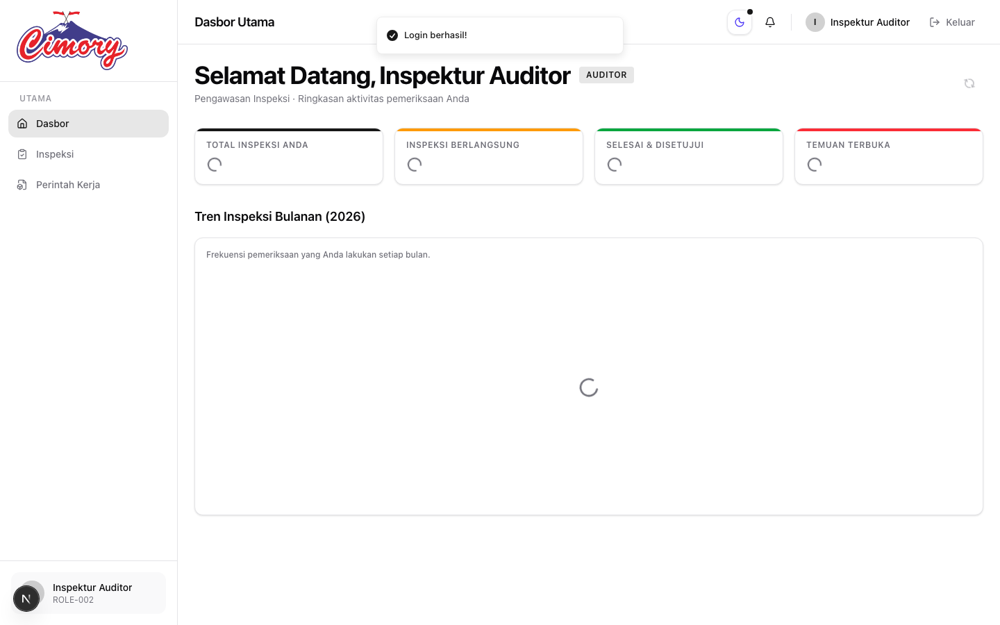 Cimory
UTAMA
Dasbor
Inspeksi
Perintah Kerja
Inspektur Auditor
ROLE-002
N
Dasbor Utama
Login berhasil!
I
Inspektur Auditor
Keluar
Selamat Datang, Inspektur Auditor
AUDITOR
Pengawasan Inspeksi · Ringkasan aktivitas pemeriksaan Anda
TOTAL INSPEKSI ANDA
INSPEKSI BERLANGSUNG
SELESAI & DISETUJUI
TEMUAN TERBUKA
Tren Inspeksi Bulanan (2026)
Frekuensi pemeriksaan yang Anda lakukan setiap bulan.